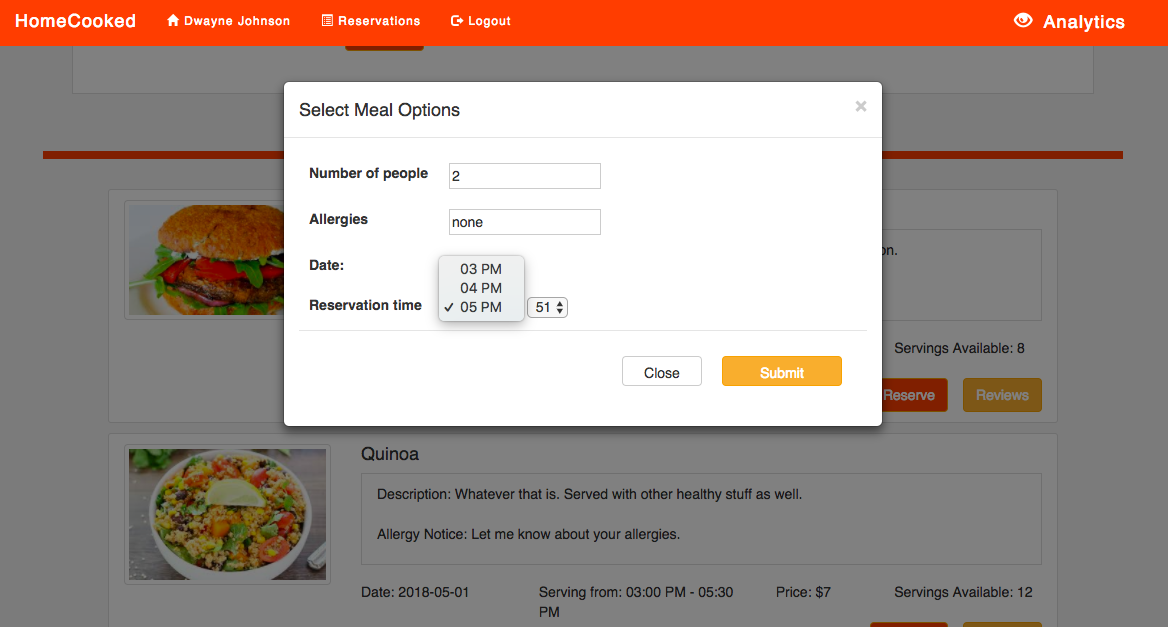 HomeCooked
Dwayne Johnson
Reservations
Logout
Analytics
Select Meal Options
×
Number of people
2
Allergies
none
Date:
03 PM
04 PM
✓ 05 PM
Reservation time
51
Close
Submit
on.
Servings Available: 8
Reserve
Reviews
Quinoa
Description: Whatever that is. Served with other healthy stuff as well.
Allergy Notice: Let me know about your allergies.
Date: 2018-05-01
Serving from: 03:00 PM - 05:30
PM
Price: $7
Servings Available: 12